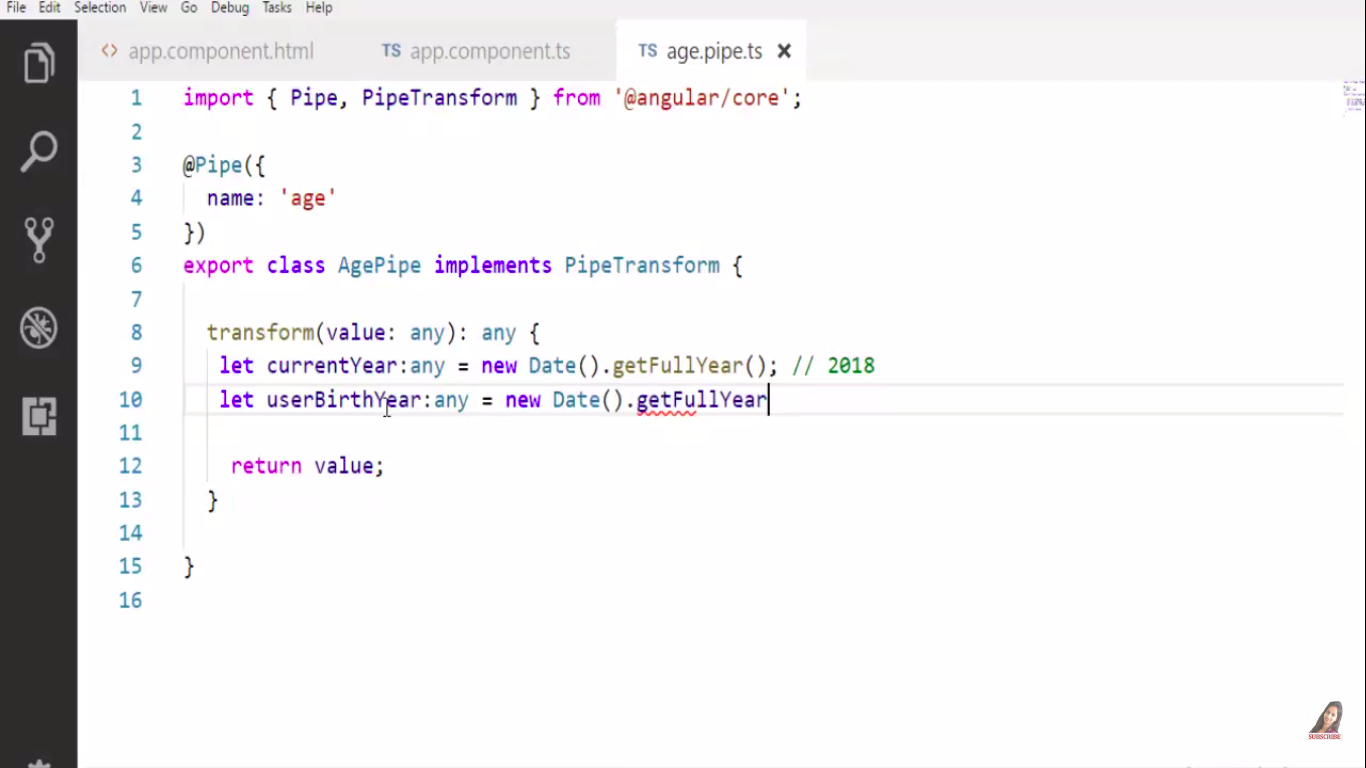 File Edit Selection View Go Debug Tasks Help
<> app.component.html TS app.component.ts TS age.pipe.ts ×
1 import { Pipe, PipeTransform } from '@angular/core';
2
3 @Pipe({
4 name: 'age'
5 })
6 export class AgePipe implements PipeTransform {
7
8 transform(value: any): any {
9 let currentYear:any = new Date().getFullYear(); // 2018
10 let userBirthYear:any = new Date().getFullYear
11
12 return value;
13 }
14
15 }
16
SUBSCRIBE